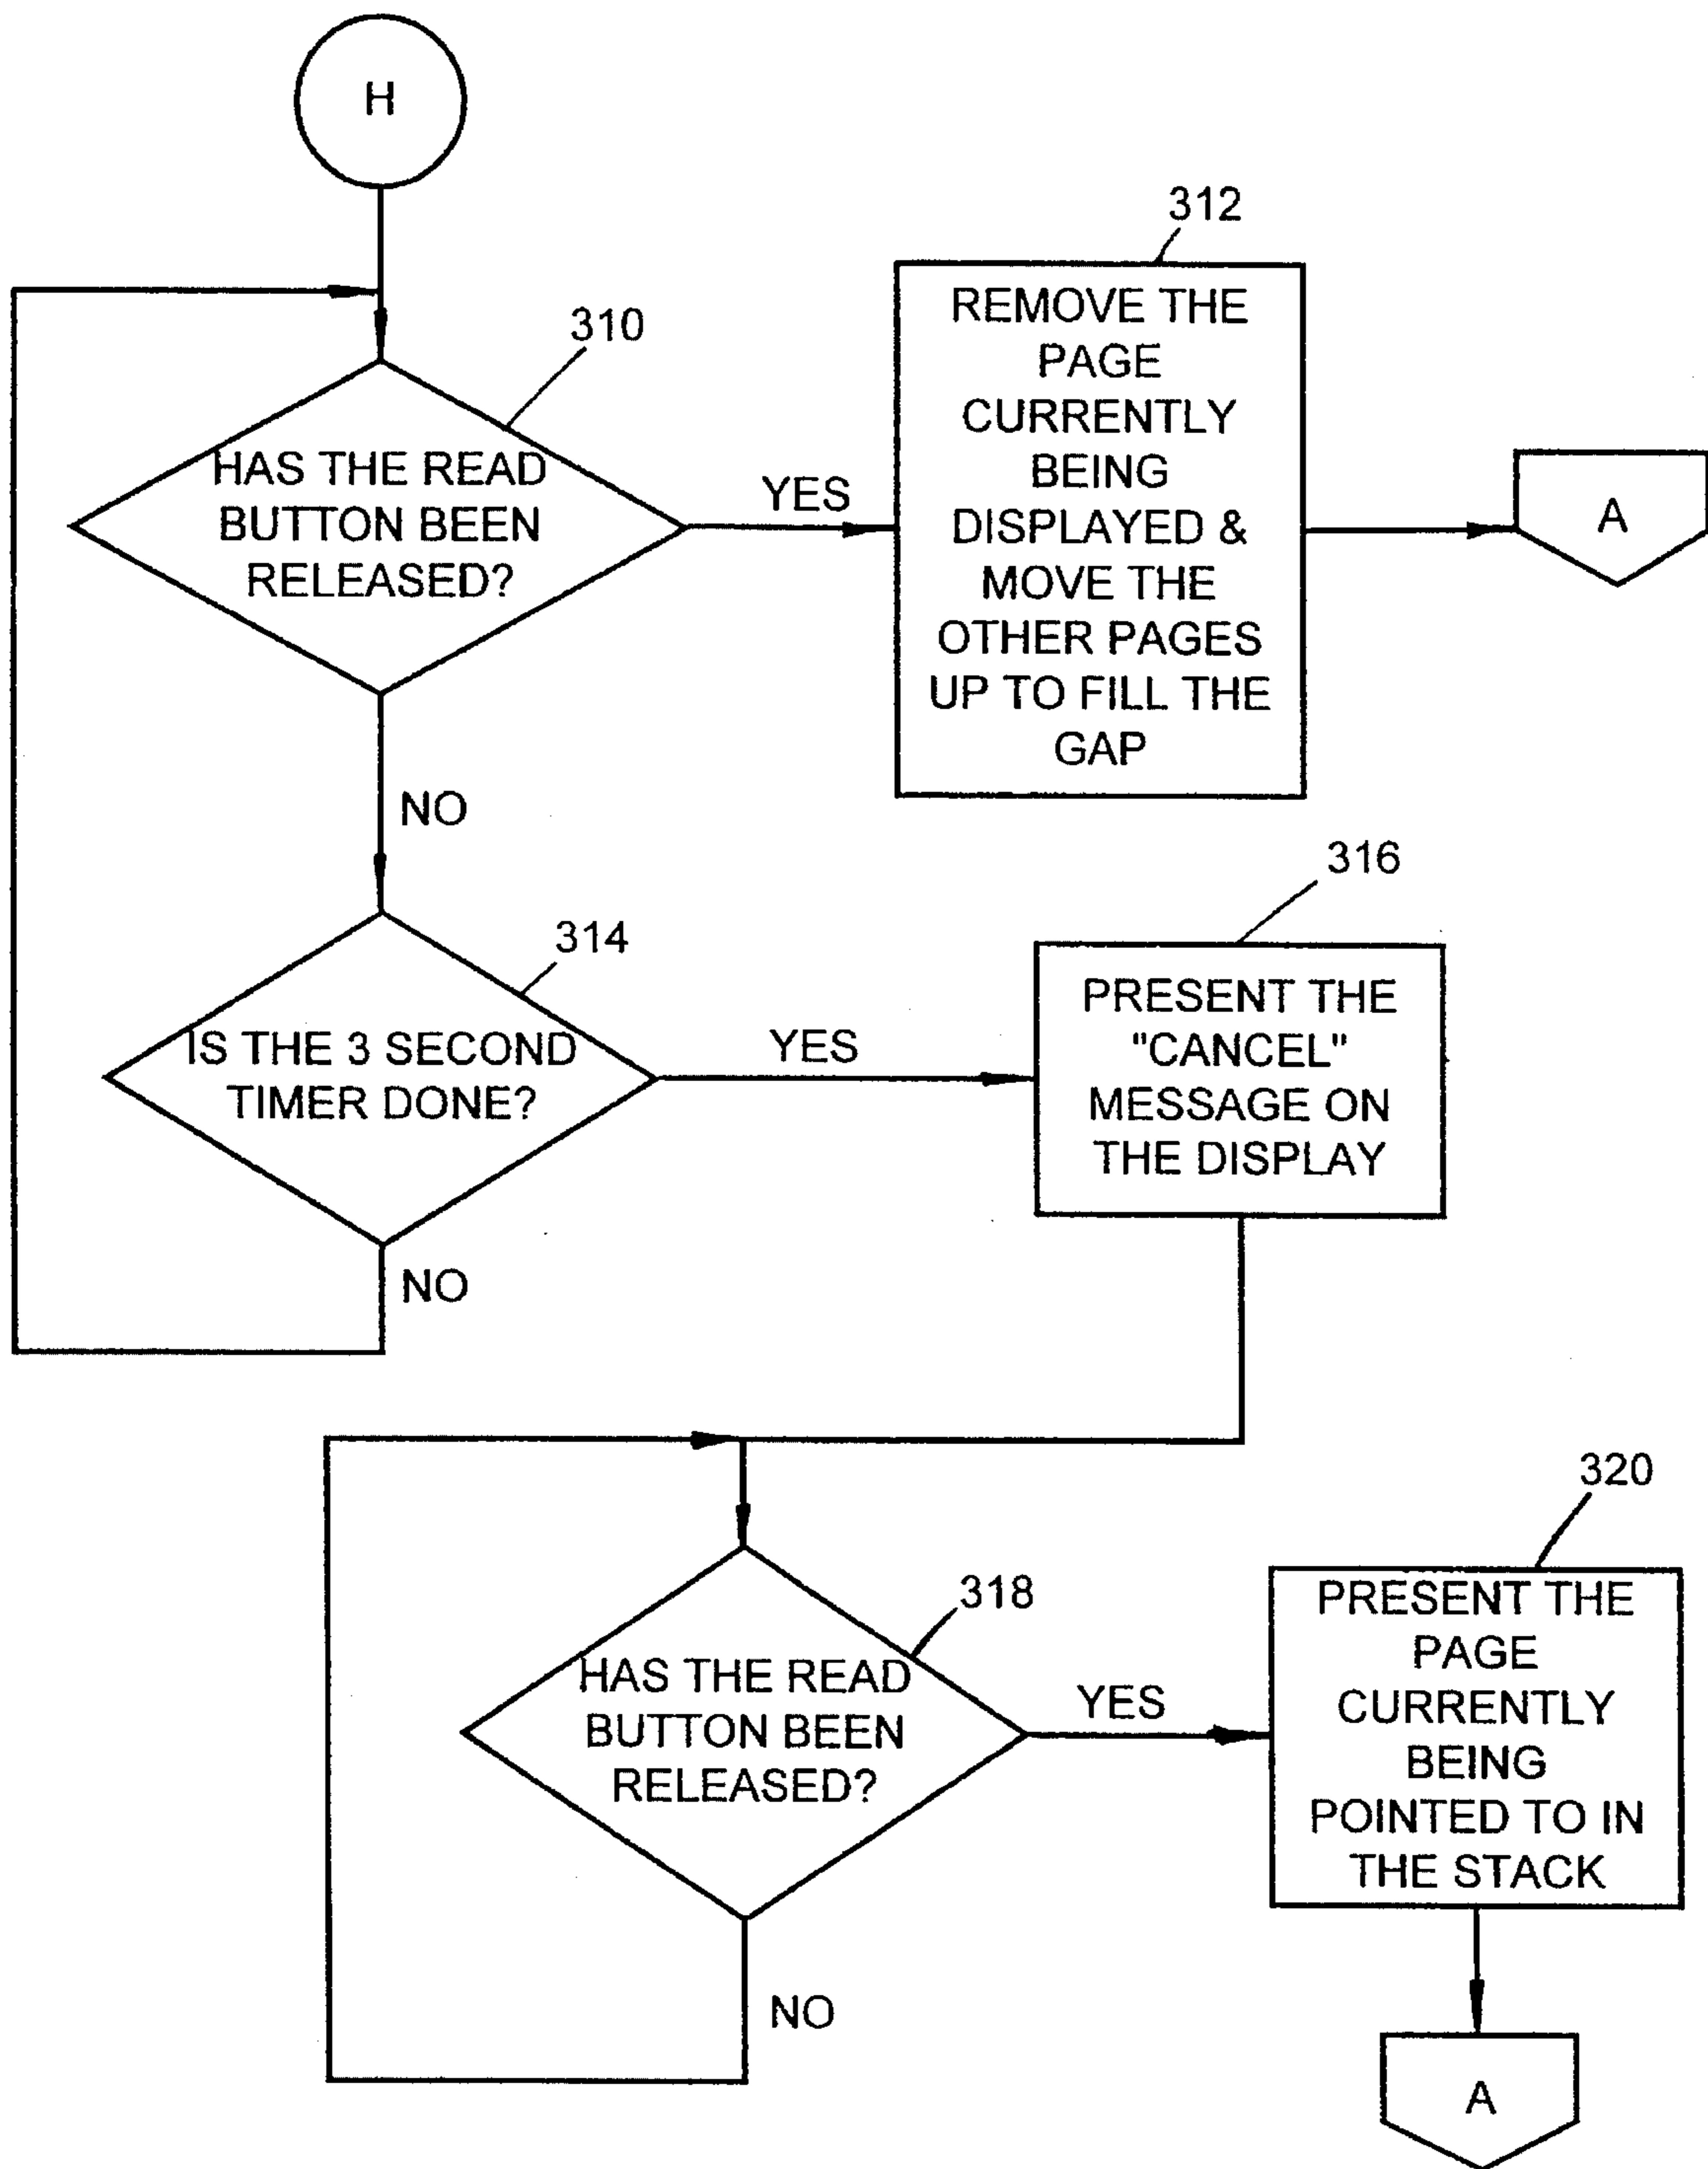 H
310
HAS THE READ
BUTTON BEEN
RELEASED?
YES
312
REMOVE THE
PAGE
CURRENTLY
BEING
DISPLAYED &
MOVE THE
OTHER PAGES
UP TO FILL THE
GAP
A
NO
314
IS THE 3 SECOND
TIMER DONE?
YES
316
PRESENT THE
"CANCEL"
MESSAGE ON
THE DISPLAY
NO
318
HAS THE READ
BUTTON BEEN
RELEASED?
YES
320
PRESENT THE
PAGE
CURRENTLY
BEING
POINTED TO IN
THE STACK
NO
A